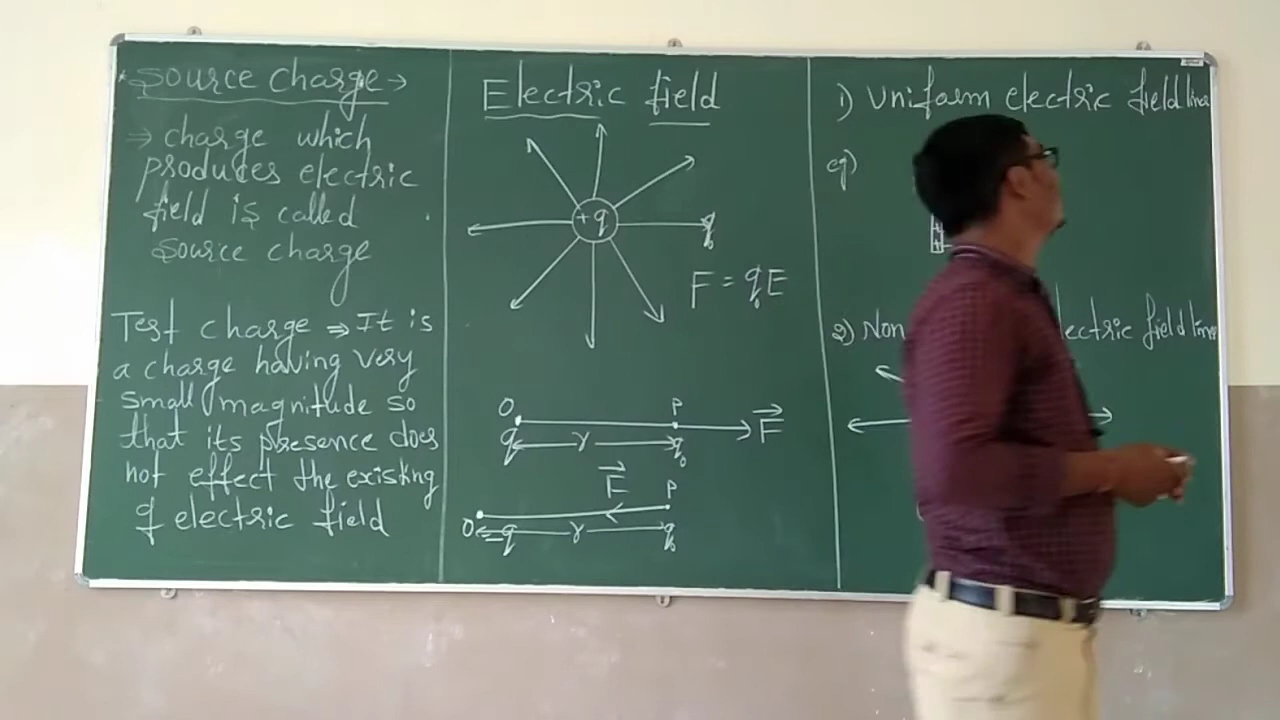 * Source charge →
⇒ charge which
produces electric
field is called
source charge
Test charge ⇒ It is
a charge having very
small magnitude so
that its presence does
not effect the existing
of electric field
Electric field
+q
q₀
F = q₀E
O P
q r q₀ F⃗
F⃗ P
O -q r q₀
1) Uniform electric field lines
eg)
2) Non lectric field lines